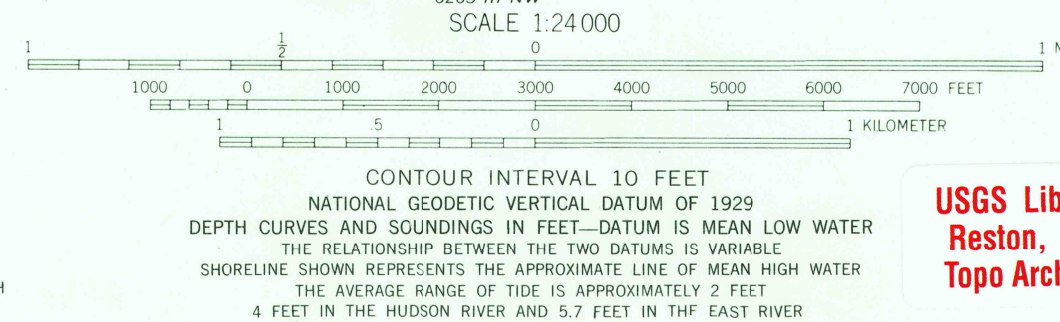 SCALE 1:24 000
1 1/2 0 1
1000 0 1000 2000 3000 4000 5000 6000 7000 FEET
1 .5 0 1 KILOMETER
CONTOUR INTERVAL 10 FEET
NATIONAL GEODETIC VERTICAL DATUM OF 1929
DEPTH CURVES AND SOUNDINGS IN FEET—DATUM IS MEAN LOW WATER
THE RELATIONSHIP BETWEEN THE TWO DATUMS IS VARIABLE
SHORELINE SHOWN REPRESENTS THE APPROXIMATE LINE OF MEAN HIGH WATER
THE AVERAGE RANGE OF TIDE IS APPROXIMATELY 2 FEET
4 FEET IN THE HUDSON RIVER AND 5.7 FEET IN THE EAST RIVER
USGS Lib
Reston,
Topo Arch